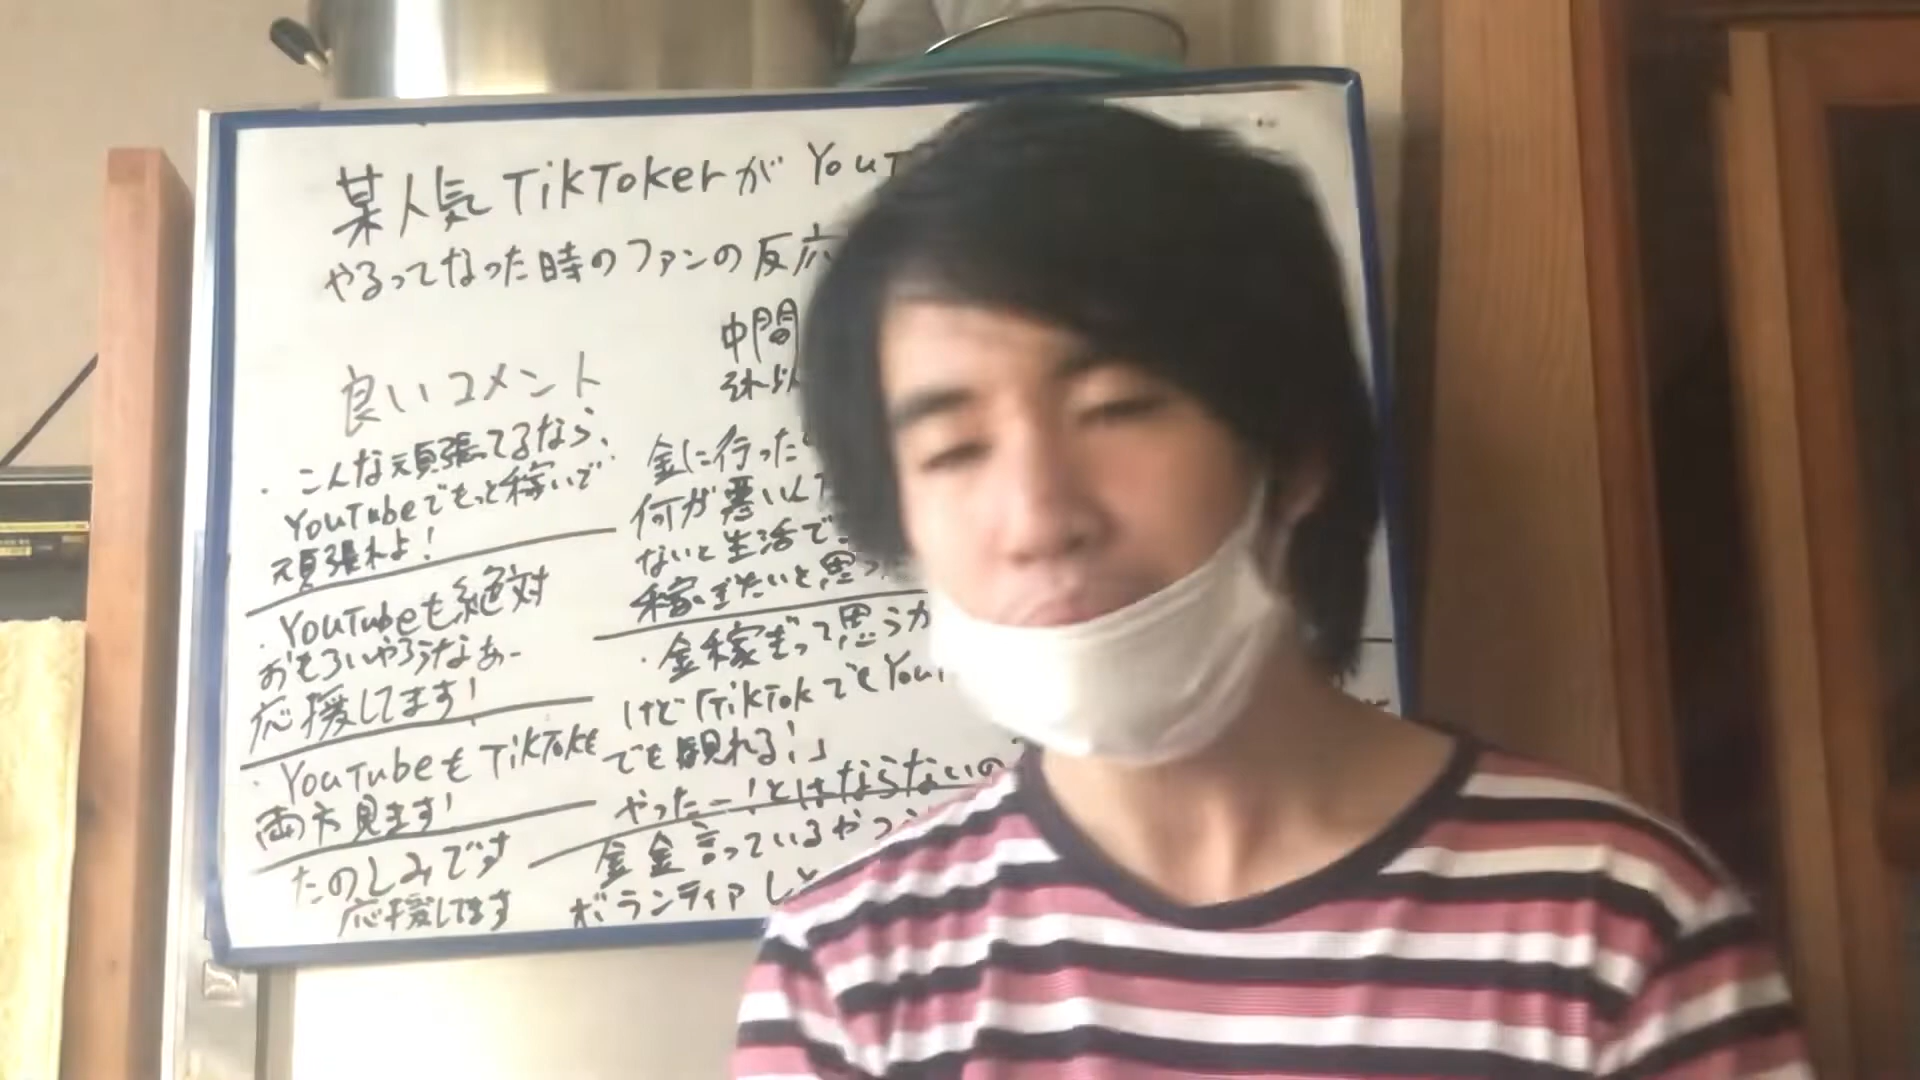 某人気TikTokerが YouT
やるってなった時のファンの反応
良いコメント
・こんな頑張ってるなら、
YouTubeでもっと稼いで
頑張れよ!
・YouTubeも絶対
おもろいやろうなあー
応援してます!
・YouTubeもTikTokも
両方見ます!
たのしみです
応援してます
中間
それ以
金に行った
何が悪いん
ないと生活で
稼ぎたいと思っ
・金稼ぎって思うか
けど「TikTokでもYouT
でも観れる!」
やったー!とはならないの
金金言っているやつ
ボランティアし